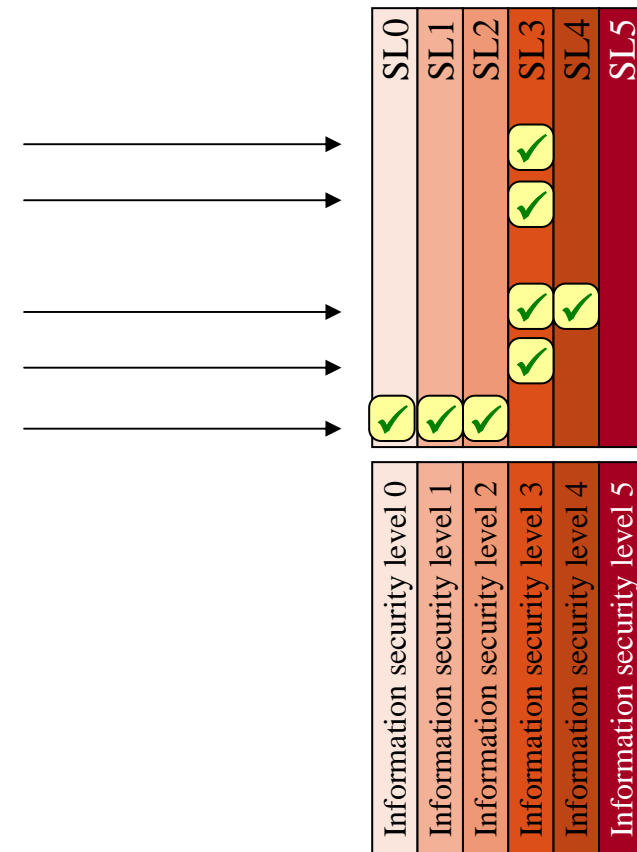 SL0
SL1
SL2
SL3
SL4
SL5
Information security level 0
Information security level 1
Information security level 2
Information security level 3
Information security level 4
Information security level 5